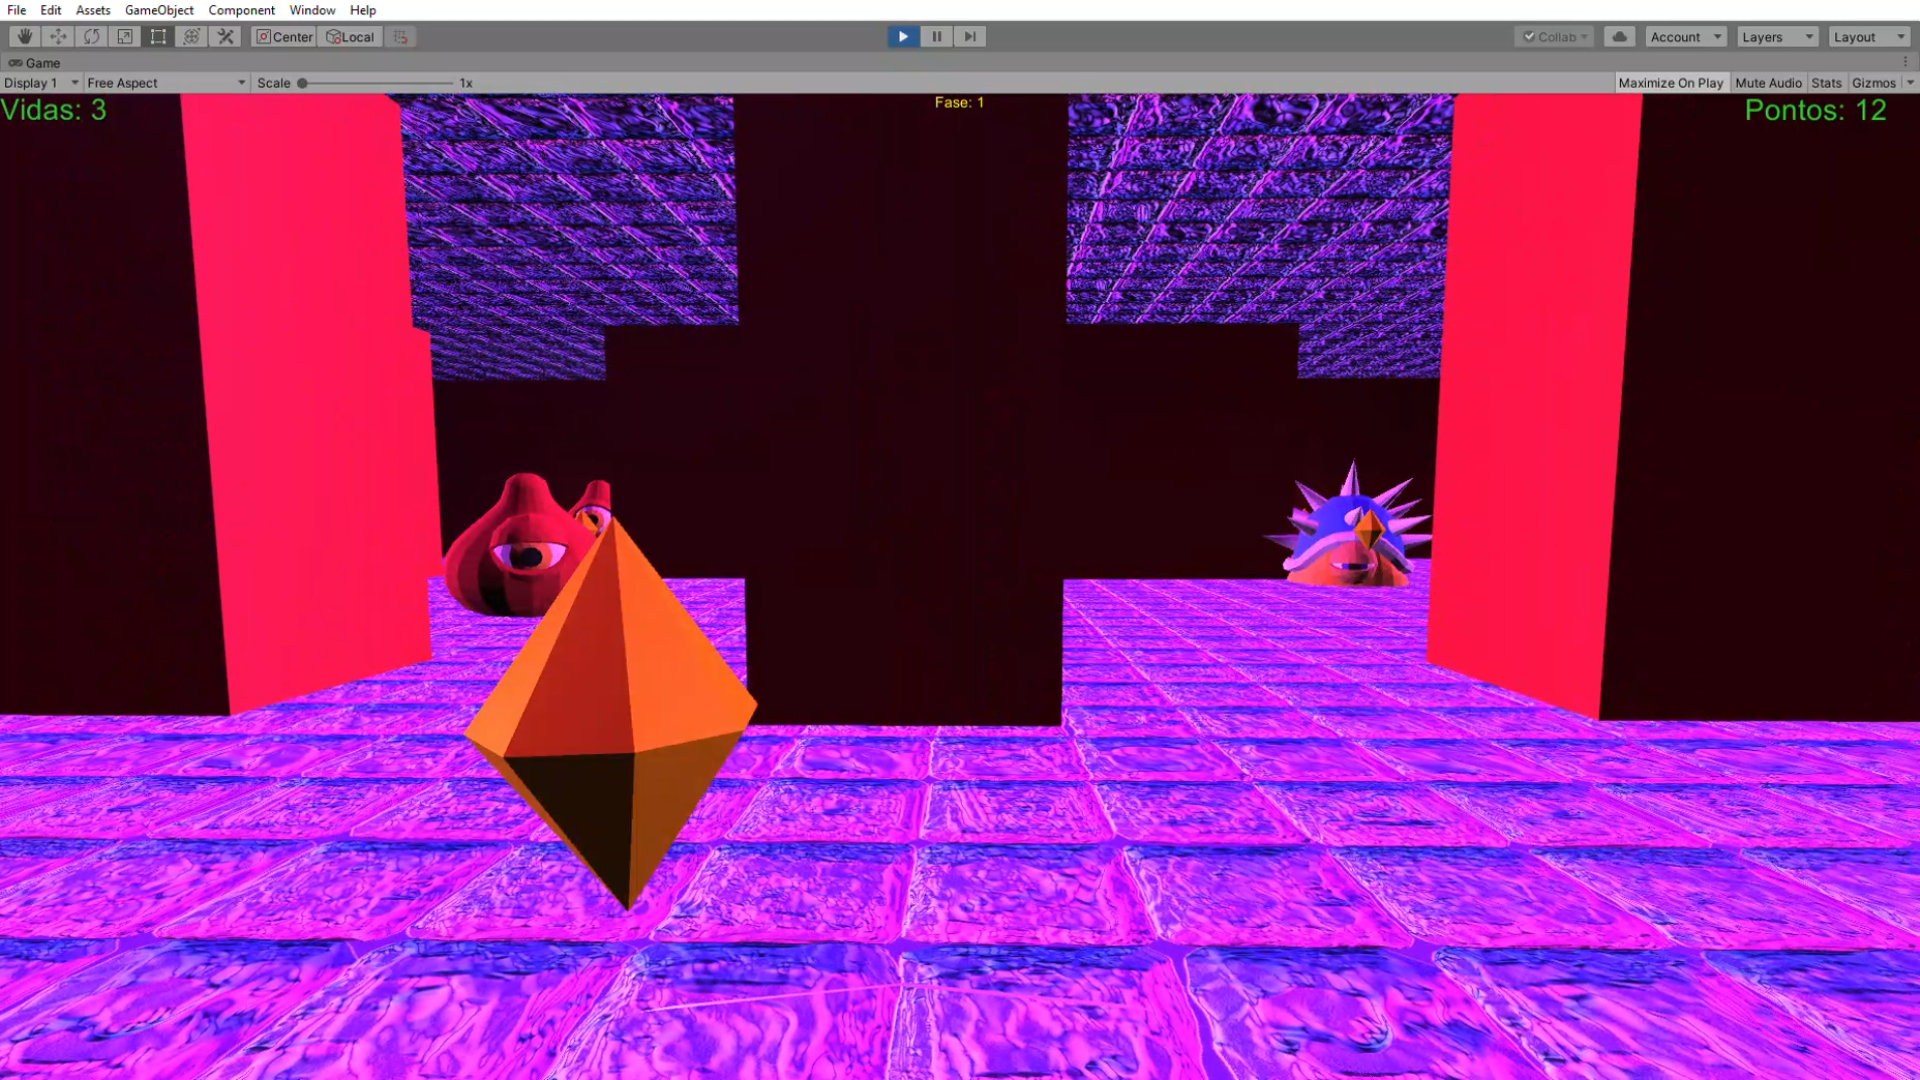 File Edit Assets GameObject Component Window Help
Center Local Collab Account Layers Layout
Game
Display 1 Free Aspect Scale 1x Maximize On Play Mute Audio Stats Gizmos
Vidas: 3 Fase: 1 Pontos: 12